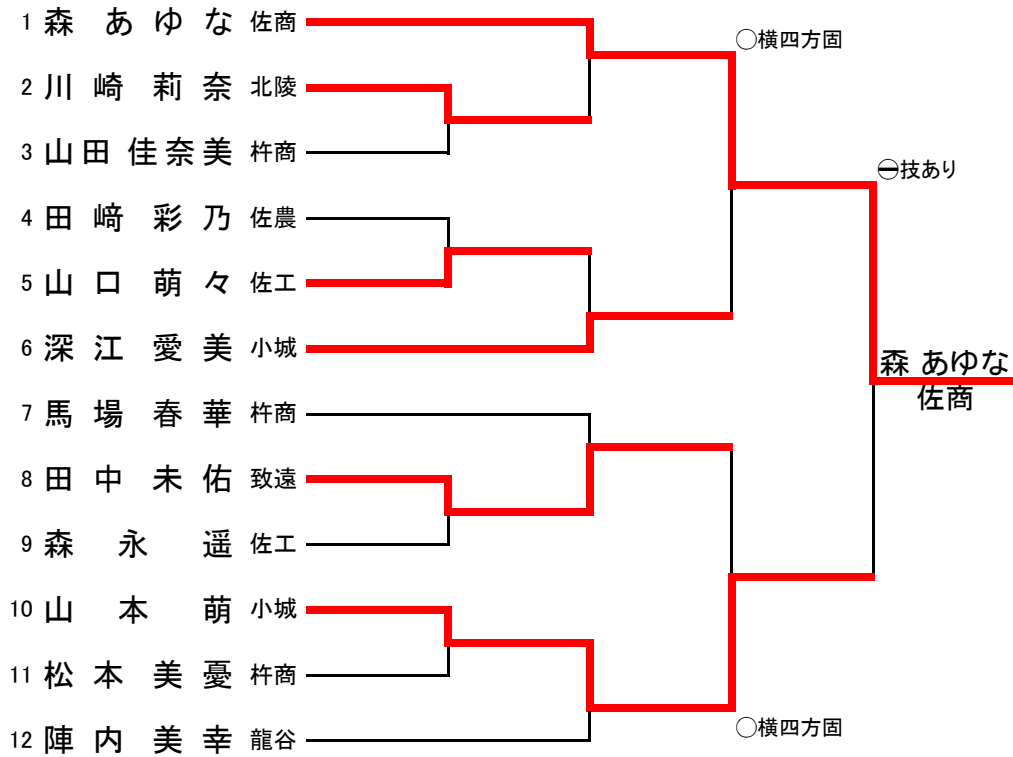 1 森 あゆな 佐商
2 川崎莉奈 北陵
3 山田佳奈美 杵商
4 田﨑彩乃 佐農
5 山口萌々 佐工
6 深江愛美 小城
7 馬場春華 杵商
8 田中未佑 致遠
9 森永遥 佐工
10 山本萌 小城
11 松本美憂 杵商
12 陣内美幸 龍谷
○横四方固
㊀技あり
○横四方固
森 あゆな
佐商